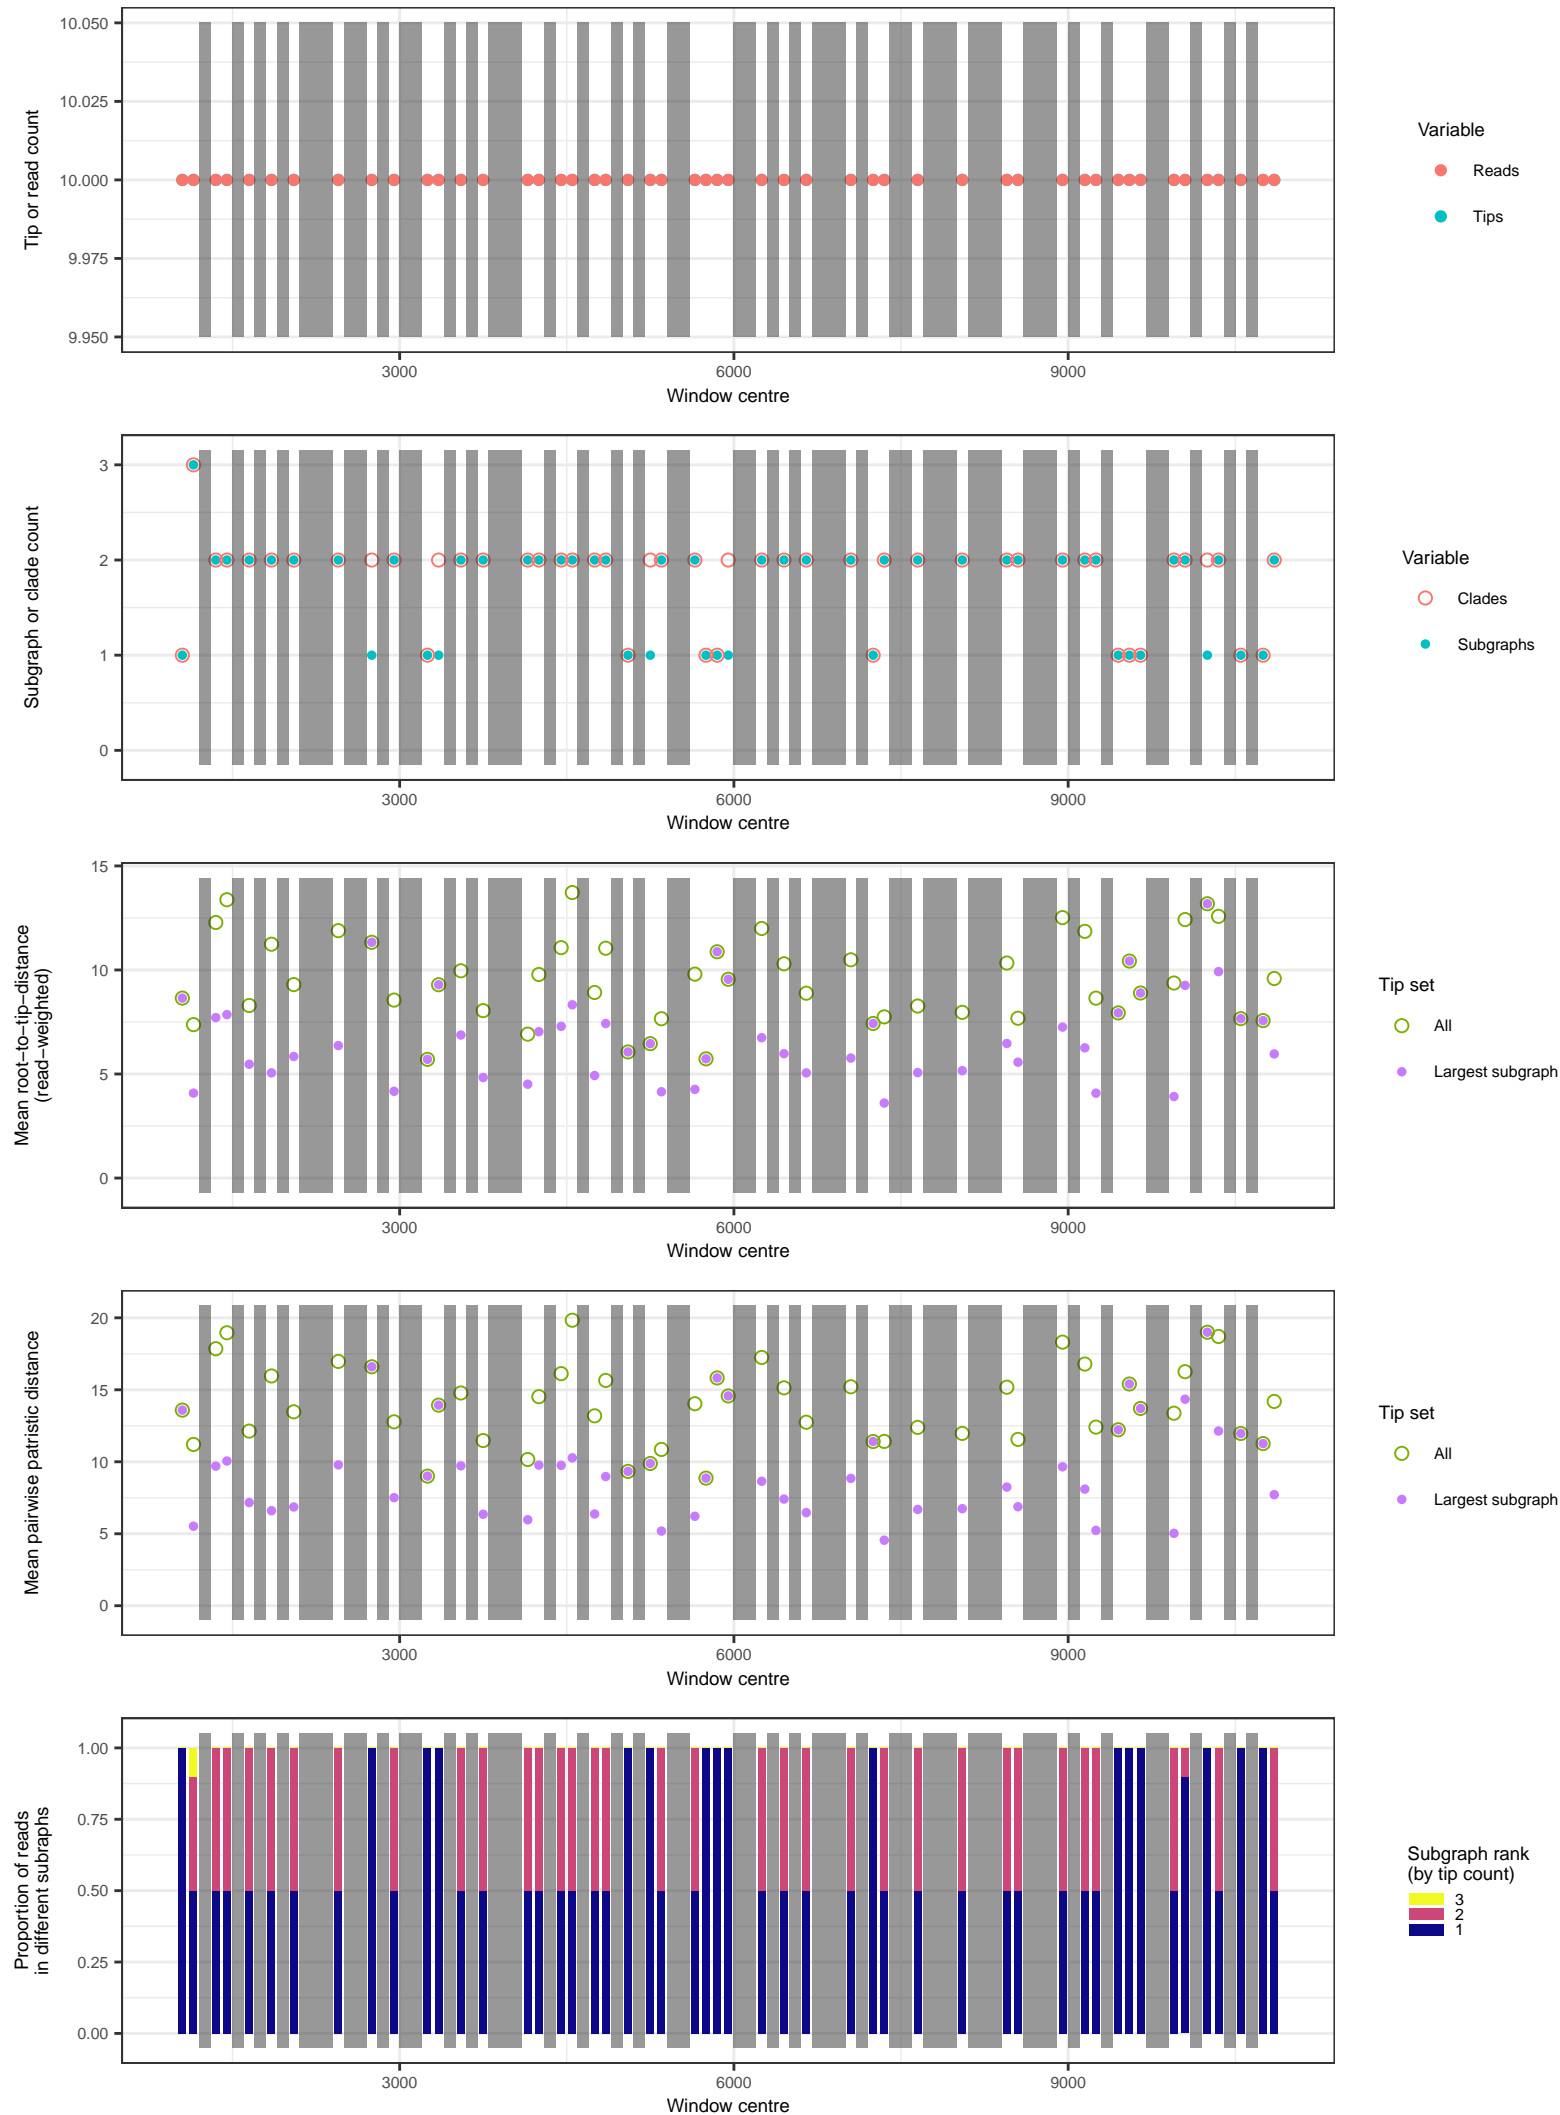 10.050
10.025
10.000
9.975
9.950
Tip or read count
3000
6000
9000
Window centre
Variable
Reads
Tips
3
2
1
0
Subgraph or clade count
3000
6000
9000
Window centre
Variable
Clades
Subgraphs
15
10
5
0
Mean root−to−tip−distance
(read−weighted)
3000
6000
9000
Window centre
Tip set
All
Largest subgraph
20
15
10
5
0
Mean pairwise patristic distance
3000
6000
9000
Window centre
Tip set
All
Largest subgraph
1.00
0.75
0.50
0.25
0.00
Proportion of reads
in different subraphs
3000
6000
9000
Window centre
Subgraph rank
(by tip count)
3
2
1